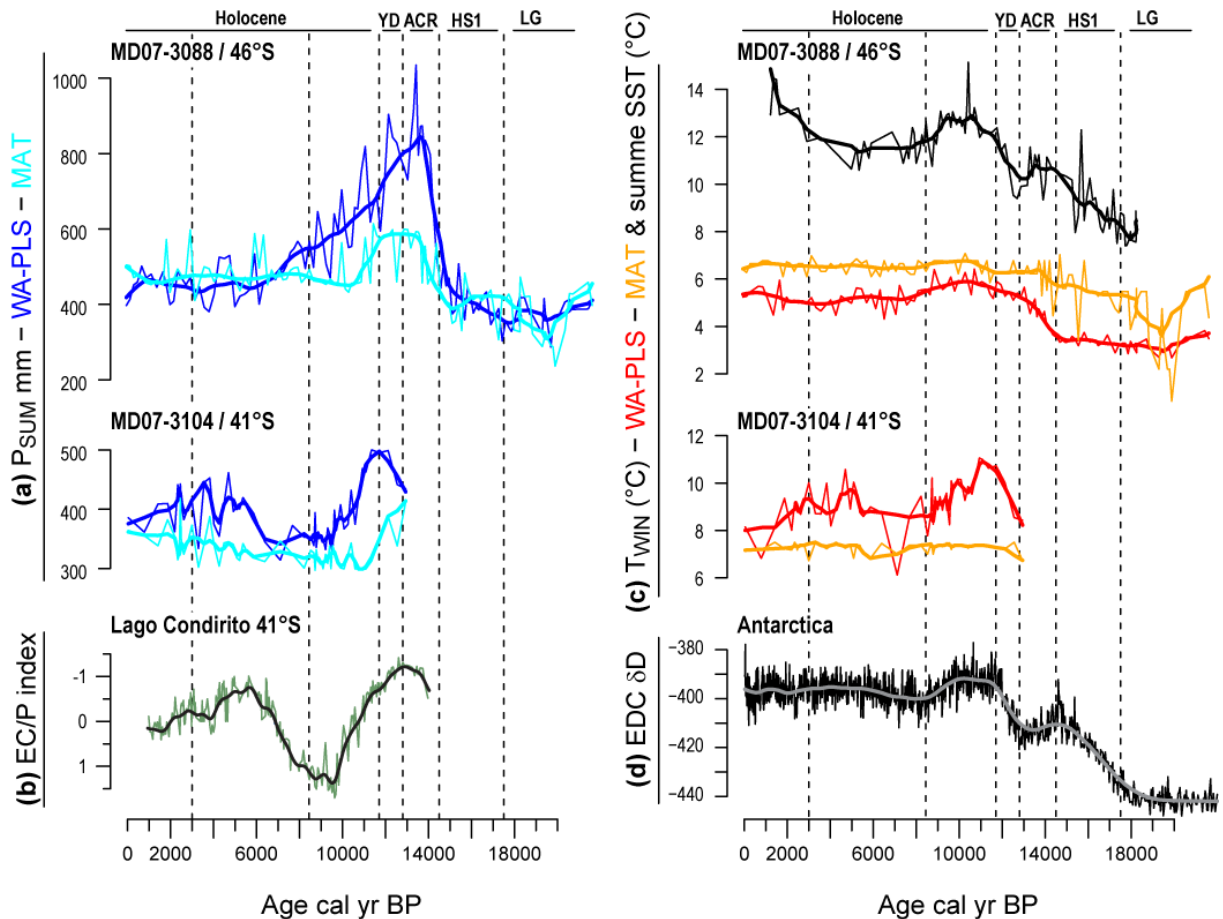 Holocene YD ACR HS1 LG
MD07-3088 / 46°S
1000
800
600
400
200
MD07-3104 / 41°S
500
400
300
(a) PSUM mm – WA-PLS – MAT
Lago Condirito 41°S
-1
0
1
(b) EC/P index
0 2000 6000 10000 14000 18000
Age cal yr BP
Holocene YD ACR HS1 LG
MD07-3088 / 46°S
14
12
10
8
6
4
2
MD07-3104 / 41°S
12
10
8
6
(c) TWIN (°C) – WA-PLS – MAT & summe SST (°C)
Antarctica
−380
−400
−420
−440
(d) EDC δD
0 2000 6000 10000 14000 18000
Age cal yr BP